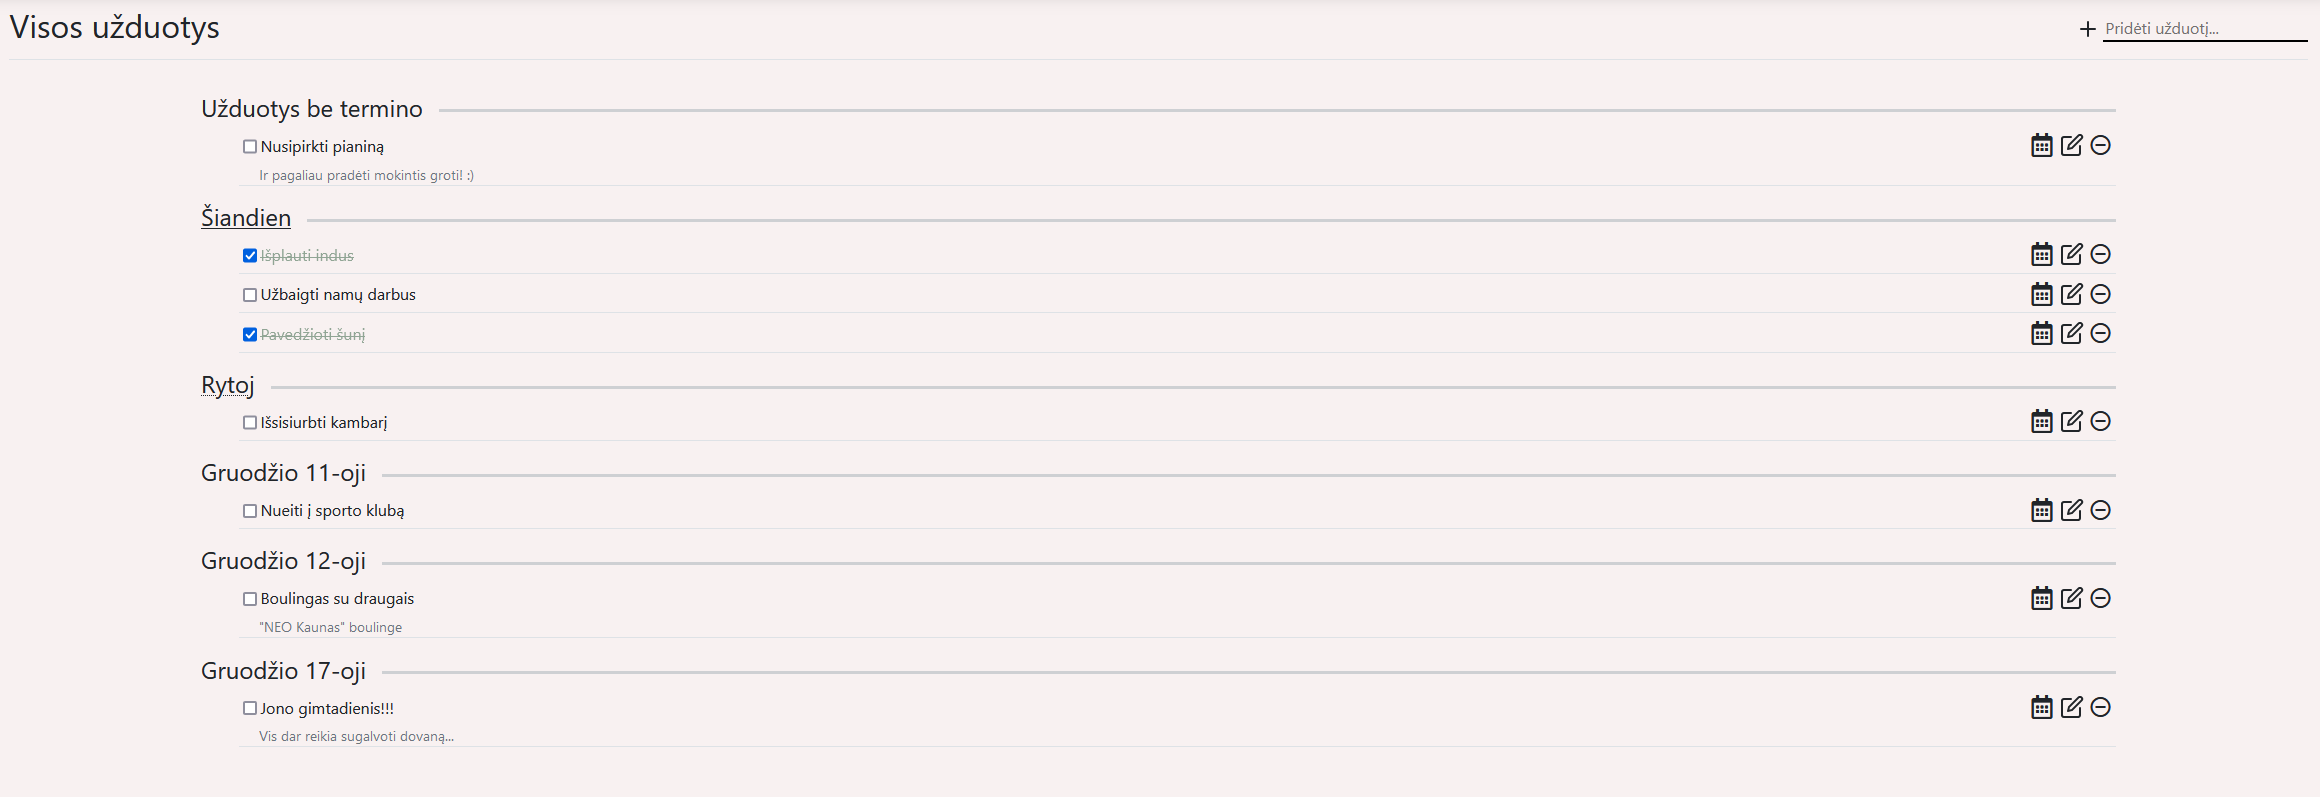 Visos užduotys
Pridėti užduotį...
Užduotys be termino
Nusipirkti pianiną
Ir pagaliau pradėti mokintis groti! :)
Šiandien
Išplauti indus
Užbaigti namų darbus
Pavedžioti šunį
Rytoj
Išsisiurbti kambarį
Gruodžio 11-oji
Nueiti į sporto klubą
Gruodžio 12-oji
Boulingas su draugais
"NEO Kaunas" boulinge
Gruodžio 17-oji
Jono gimtadienis!!!
Vis dar reikia sugalvoti dovaną...